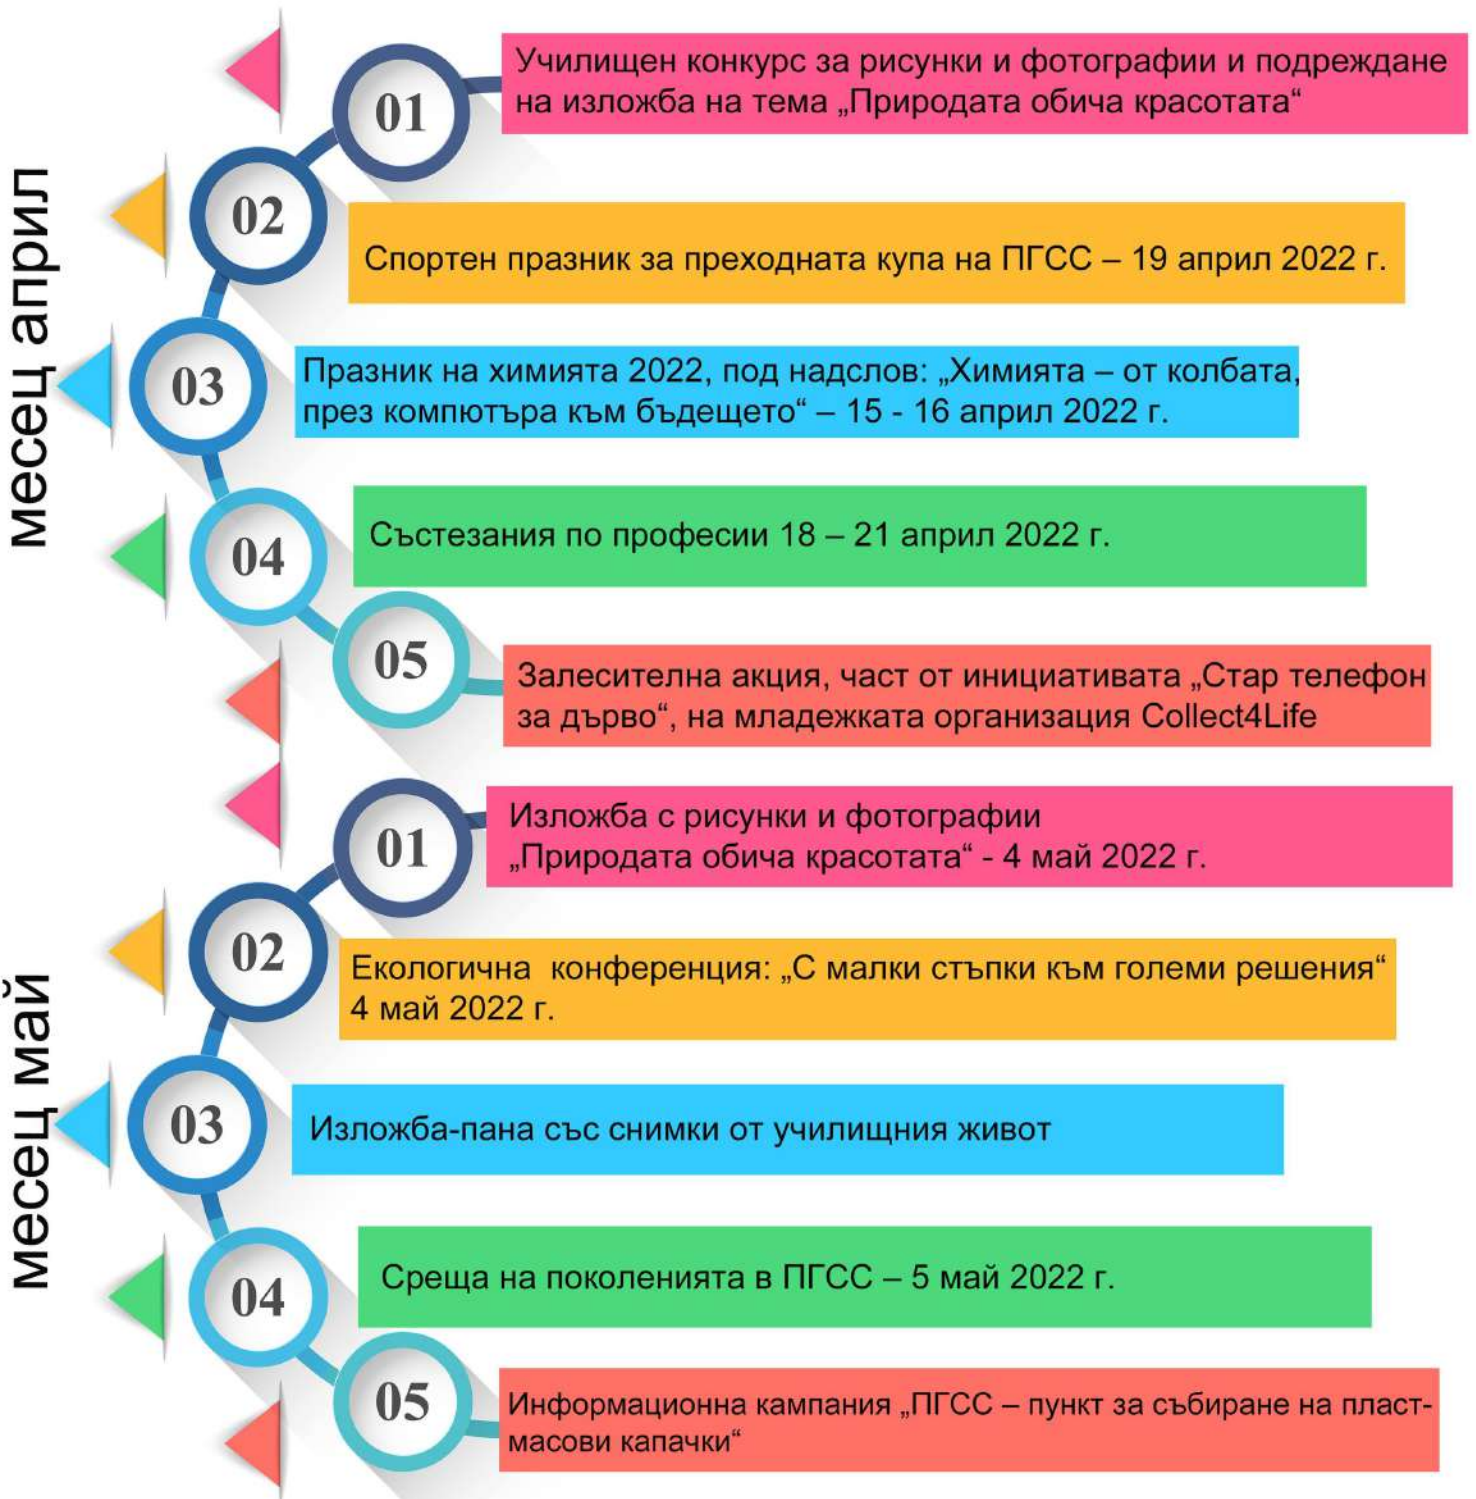 месец април
01
Училищен конкурс за рисунки и фотографии и подреждане
на изложба на тема „Природата обича красотата“
02
Спортен празник за преходната купа на ПГСС – 19 април 2022 г.
03
Празник на химията 2022, под надслов: „Химията – от колбата,
през компютъра към бъдещето“ – 15 - 16 април 2022 г.
04
Състезания по професии 18 – 21 април 2022 г.
05
Залесителна акция, част от инициативата „Стар телефон
за дърво“, на младежката организация Collect4Life
месец май
01
Изложба с рисунки и фотографии
„Природата обича красотата“ - 4 май 2022 г.
02
Екологична конференция: „С малки стъпки към големи решения“
4 май 2022 г.
03
Изложба-пана със снимки от училищния живот
04
Среща на поколенията в ПГСС – 5 май 2022 г.
05
Информационна кампания „ПГСС – пункт за събиране на пласт-
масови капачки“